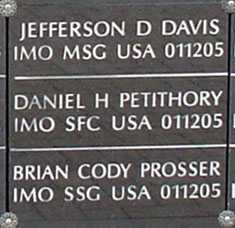 JEFFERSON D DAVIS
IMO MSG USA 011205
DANIEL H PETITHORY
IMO SFC USA 011205
BRIAN CODY PROSSER
IMO SSG USA 011205